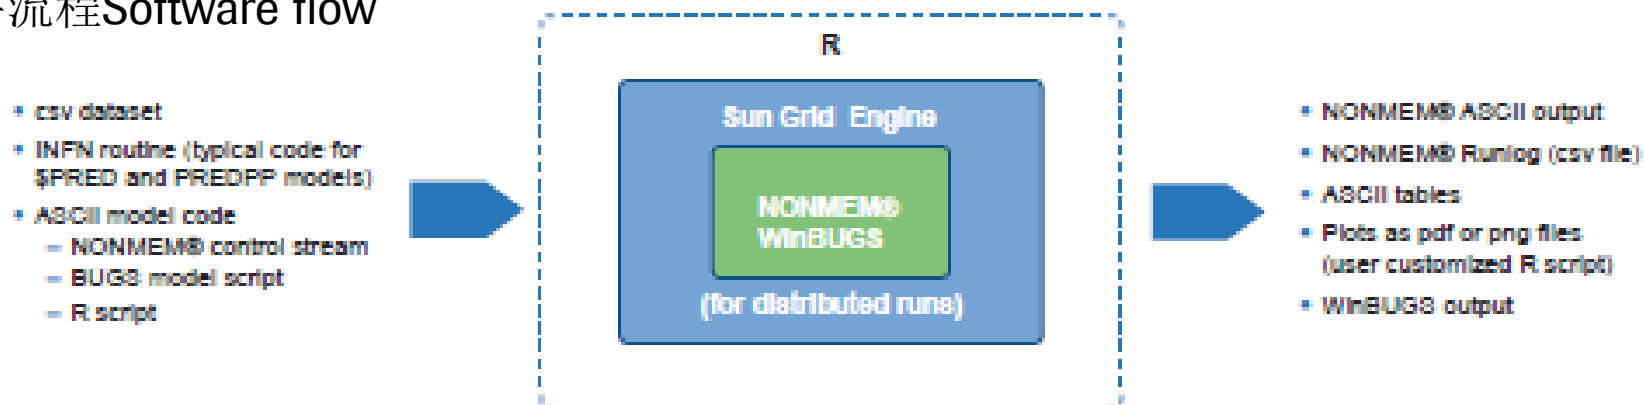 流程Software flow
• csv dataset
• INFN routine (typical code for
$PRED and PREDPP models)
• ASCII model code
– NONMEM® control stream
– BUGS model script
– R script
R
Sun Grid Engine
NONMEM®
WinBUGS
(for distributed runs)
• NONMEM® ASCII output
• NONMEM® Runlog (csv file)
• ASCII tables
• Plots as pdf or png files
(user customized R script)
• WinBUGS output